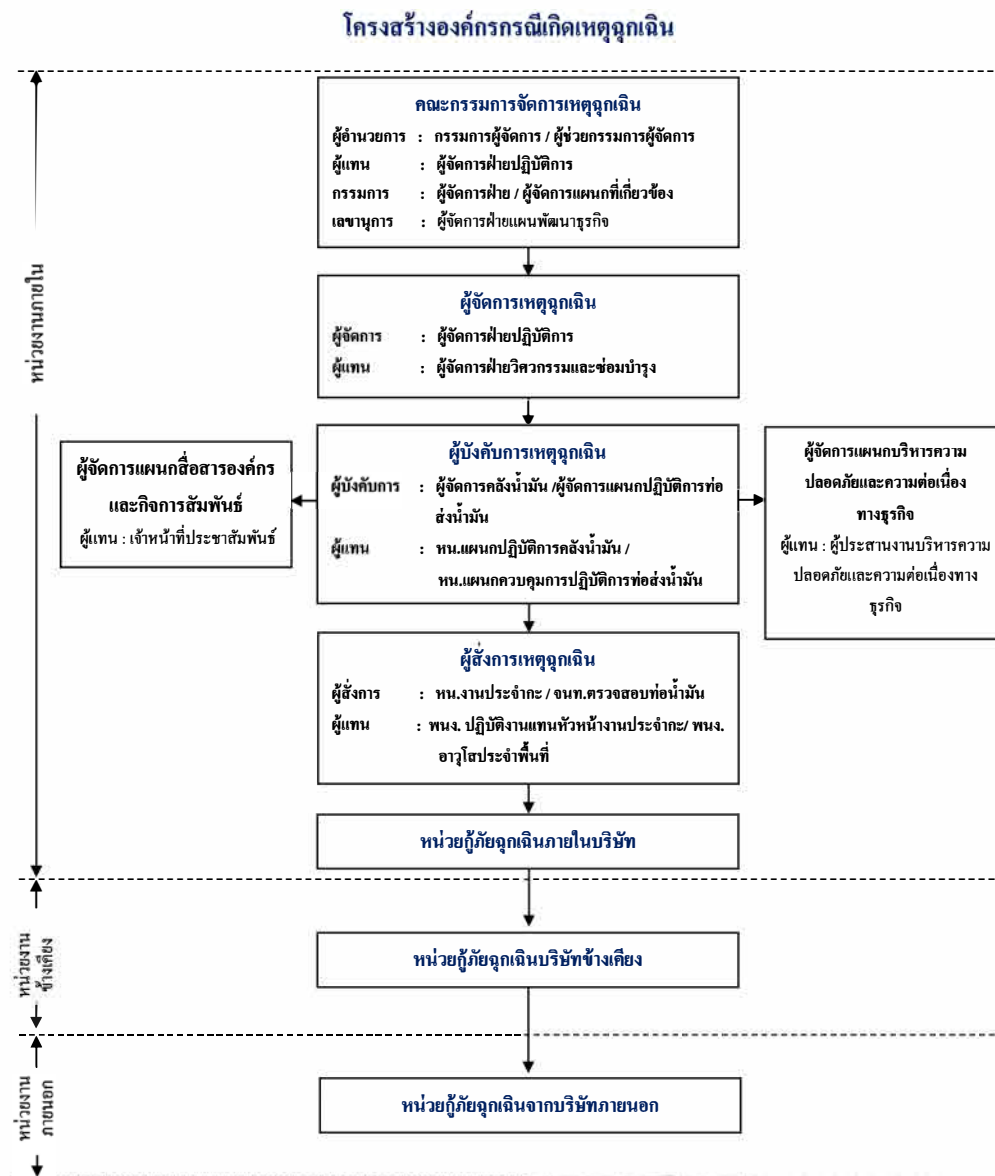 โครงสร้างองค์กรกรณีเกิดเหตุฉุกเฉิน
หน่วยงานภายใน
คณะกรรมการจัดการเหตุฉุกเฉิน
ผู้อำนวยการ : กรรมการผู้จัดการ / ผู้ช่วยกรรมการผู้จัดการ
ผู้แทน : ผู้จัดการฝ่ายปฏิบัติการ
กรรมการ : ผู้จัดการฝ่าย / ผู้จัดการแผนกที่เกี่ยวข้อง
เลขานุการ : ผู้จัดการฝ่ายแผนพัฒนาธุรกิจ
ผู้จัดการเหตุฉุกเฉิน
ผู้จัดการ : ผู้จัดการฝ่ายปฏิบัติการ
ผู้แทน : ผู้จัดการฝ่ายวิศวกรรมและซ่อมบำรุง
ผู้จัดการแผนกสื่อสารองค์กร
และกิจการสัมพันธ์
ผู้แทน : เจ้าหน้าที่ประชาสัมพันธ์
ผู้บังคับการเหตุฉุกเฉิน
ผู้บังคับการ : ผู้จัดการคลังน้ำมัน /ผู้จัดการแผนกปฏิบัติการท่อ
ส่งน้ำมัน
ผู้แทน : หน.แผนกปฏิบัติการคลังน้ำมัน /
หน.แผนกควบคุมการปฏิบัติการท่อส่งน้ำมัน
ผู้จัดการแผนกบริหารความ
ปลอดภัยและความต่อเนื่อง
ทางธุรกิจ
ผู้แทน : ผู้ประสานงานบริหารความ
ปลอดภัยและความต่อเนื่องทาง
ธุรกิจ
ผู้สั่งการเหตุฉุกเฉิน
ผู้สั่งการ : หน.งานประจำกะ / จนท.ตรวจสอบท่อน้ำมัน
ผู้แทน : พนง. ปฏิบัติงานแทนหัวหน้างานประจำกะ/ พนง.
อาวุโสประจำพื้นที่
หน่วยกู้ภัยฉุกเฉินภายในบริษัท
หน่วยงาน
ข้างเคียง
หน่วยกู้ภัยฉุกเฉินบริษัทข้างเคียง
หน่วยงาน
ภายนอก
หน่วยกู้ภัยฉุกเฉินจากบริษัทภายนอก